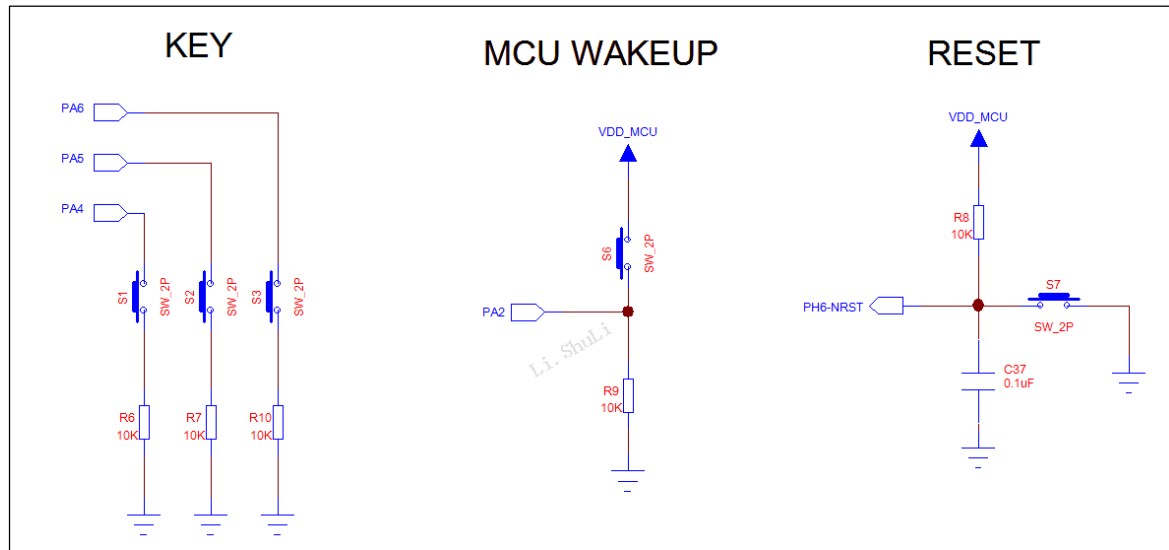 KEY
PA6
PA5
PA4
S1
SW_2P
S2
SW_2P
S3
SW_2P
R6
10K
R7
10K
R10
10K
MCU WAKEUP
VDD_MCU
S6
SW_2P
PA2
Li.ShuLi
R9
10K
RESET
VDD_MCU
R8
10K
PH6-NRST
S7
SW_2P
C37
0.1uF